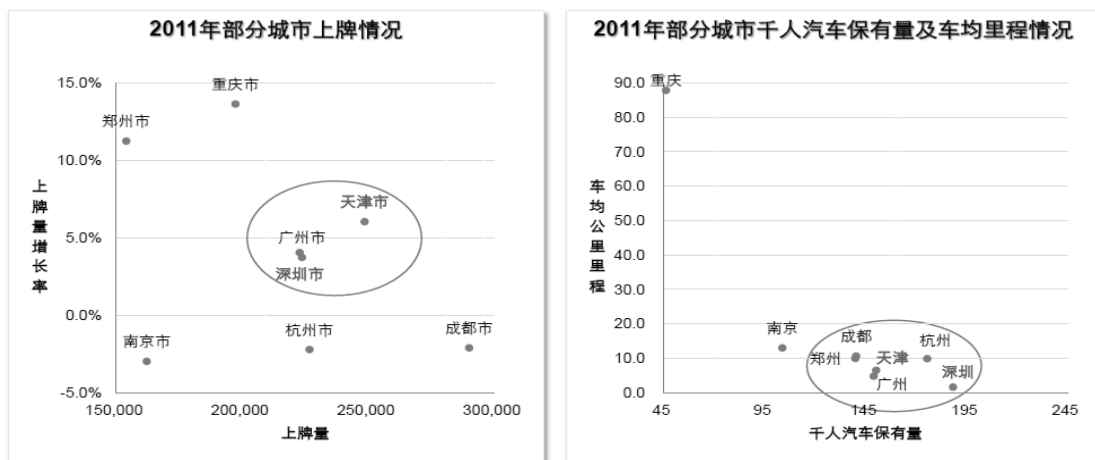 2011年部分城市上牌情况
15.0%
10.0%
5.0%
0.0%
-5.0%
上牌量增长率
重庆市
郑州市
天津市
广州市
深圳市
南京市
杭州市
成都市
150,000
200,000
250,000
300,000
上牌量
2011年部分城市千人汽车保有量及车均里程情况
90.0
80.0
70.0
60.0
50.0
40.0
30.0
20.0
10.0
0.0
车均公里里程
重庆
南京
成都
杭州
郑州
天津
深圳
广州
45
95
145
195
245
千人汽车保有量